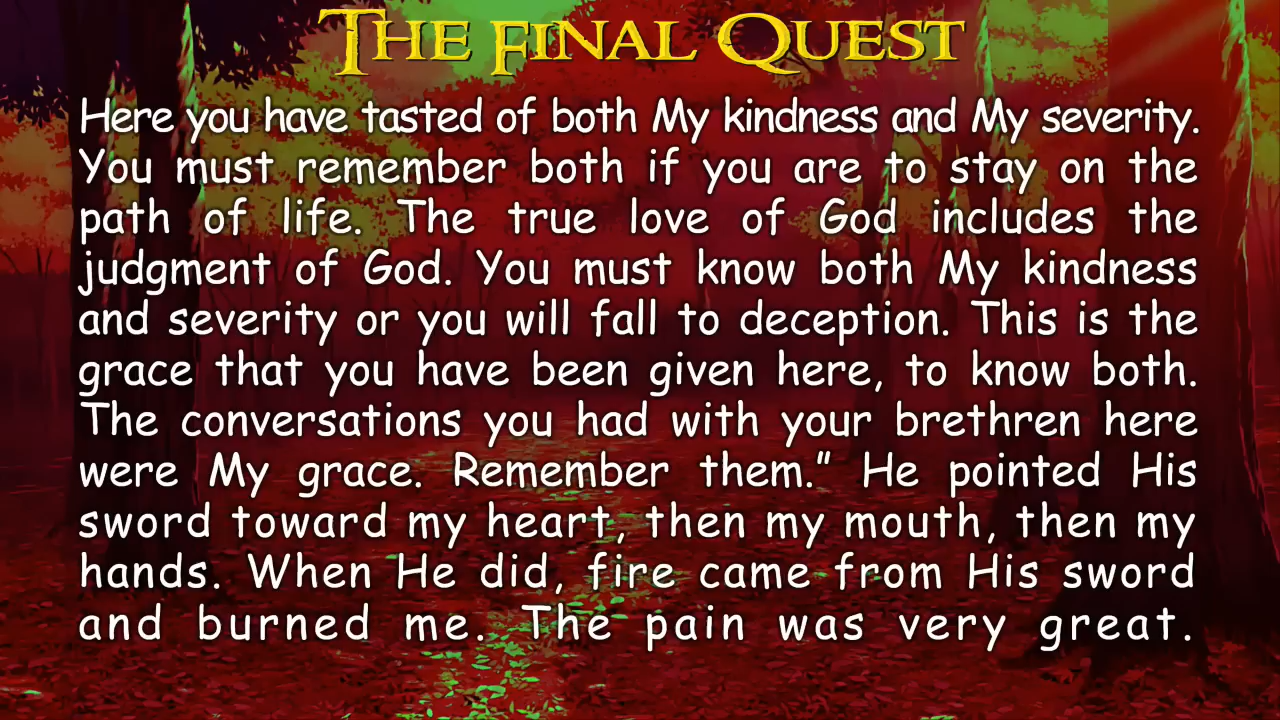 The Final Quest
Here you have tasted of both My kindness and My severity.
You must remember both if you are to stay on the
path of life. The true love of God includes the
judgment of God. You must know both My kindness
and severity or you will fall to deception. This is the
grace that you have been given here, to know both.
The conversations you had with your brethren here
were My grace. Remember them.” He pointed His
sword toward my heart, then my mouth, then my
hands. When He did, fire came from His sword
and burned me. The pain was very great.